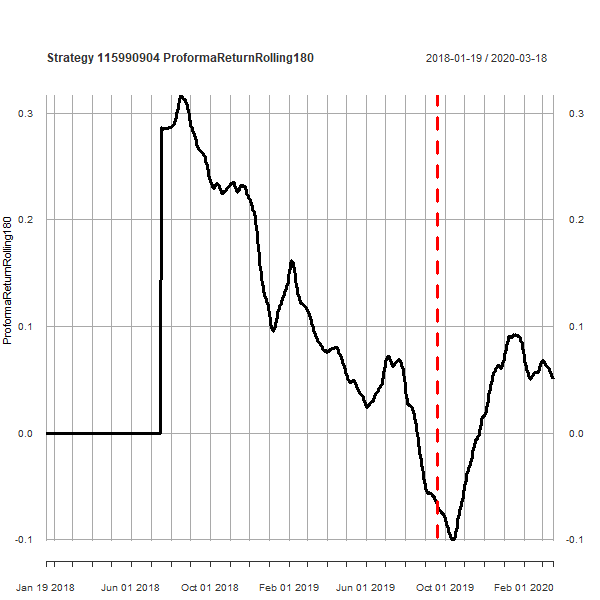 Strategy 115990904 ProformaReturnRolling180
2018-01-19 / 2020-03-18
0.3 0.3
0.2 0.2
0.1 0.1
0.0 0.0
-0.1 -0.1
ProformaReturnRolling180
Jan 19 2018 Jun 01 2018 Oct 01 2018 Feb 01 2019 Jun 01 2019 Oct 01 2019 Feb 01 2020